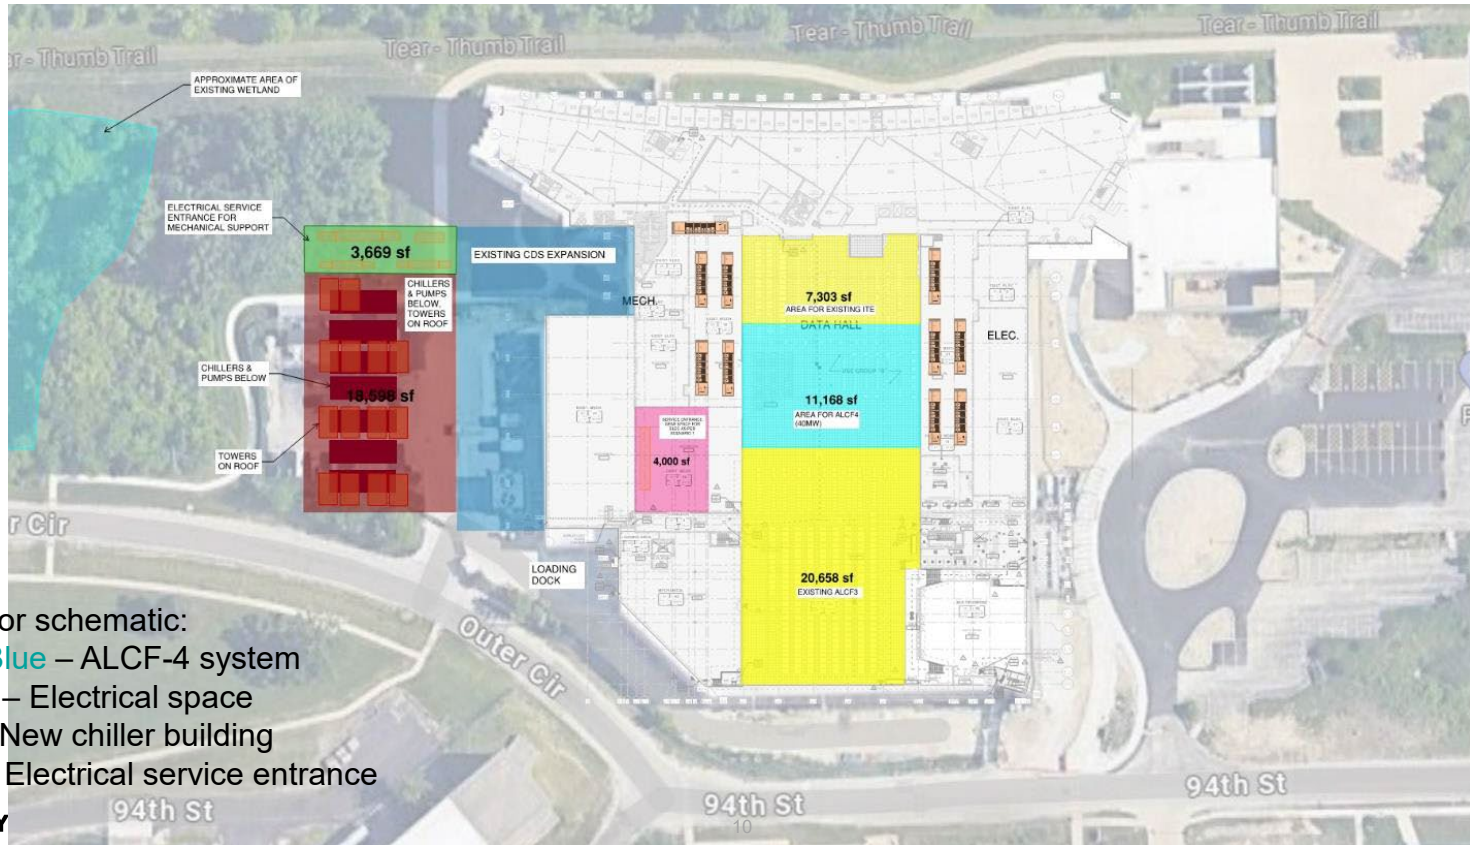 r - Thumb Trail
Tear - Thumb Trail
Tear - Thumb Trail
Tear - Thumb Trail
APPROXIMATE AREA OF
EXISTING WETLAND
ELECTRICAL SERVICE
ENTRANCE FOR
MECHANICAL SUPPORT
3,669 sf
EXISTING CDS EXPANSION
CHILLERS
& PUMPS
BELOW,
TOWERS
ON ROOF
MECH.
7,303 sf
AREA FOR EXISTING ITE
DATA HALL
ELEC.
CHILLERS &
PUMPS BELOW
18,598 sf
11,168 sf
AREA FOR ALCF4
(40MW)
TOWERS
ON ROOF
4,000 sf
r Cir
LOADING
DOCK
20,658 sf
EXISTING ALCF3
Outer Cir
or schematic:
Blue – ALCF-4 system
– Electrical space
New chiller building
Electrical service entrance
Y
94th St
94th St
94th St
10